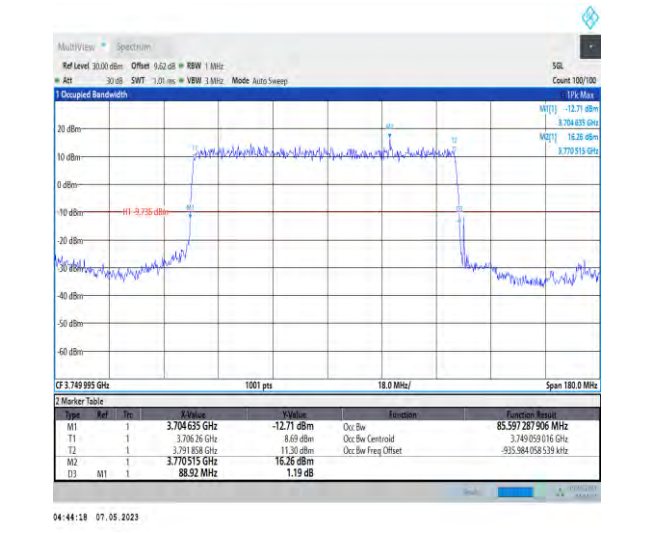 MultiView Spectrum
Ref Level 30.00 dBm Offset 9.62 dB RBW 1 MHz SGL
Att 30 dB SWT 1.01 ms VBW 3 MHz Mode Auto Sweep Count 100/100
1 Occupied Bandwidth 1Pk Max
M1[1] -12.71 dBm
3.704 635 GHz
M2[1] 16.26 dBm
3.770 515 GHz
20 dBm
M2
T2
T1
10 dBm
0 dBm
M1
-10 dBm
H1 -9.736 dBm
-20 dBm
-30 dBm
-40 dBm
-50 dBm
-60 dBm
CF 3.749 995 GHz 1001 pts 18.0 MHz/ Span 180.0 MHz
2 Marker Table
Type Ref Trc X-Value Y-Value Function Function Result
M1 1 3.704 635 GHz -12.71 dBm Occ Bw 85.597 287 906 MHz
T1 1 3.706 26 GHz 8.69 dBm Occ Bw Centroid 3.749 059 016 GHz
T2 1 3.791 858 GHz 11.30 dBm Occ Bw Freq Offset -935.984 058 539 kHz
M2 1 3.770 515 GHz 16.26 dBm
D3 M1 1 88.92 MHz 1.19 dB
04:44:18 07.05.2023